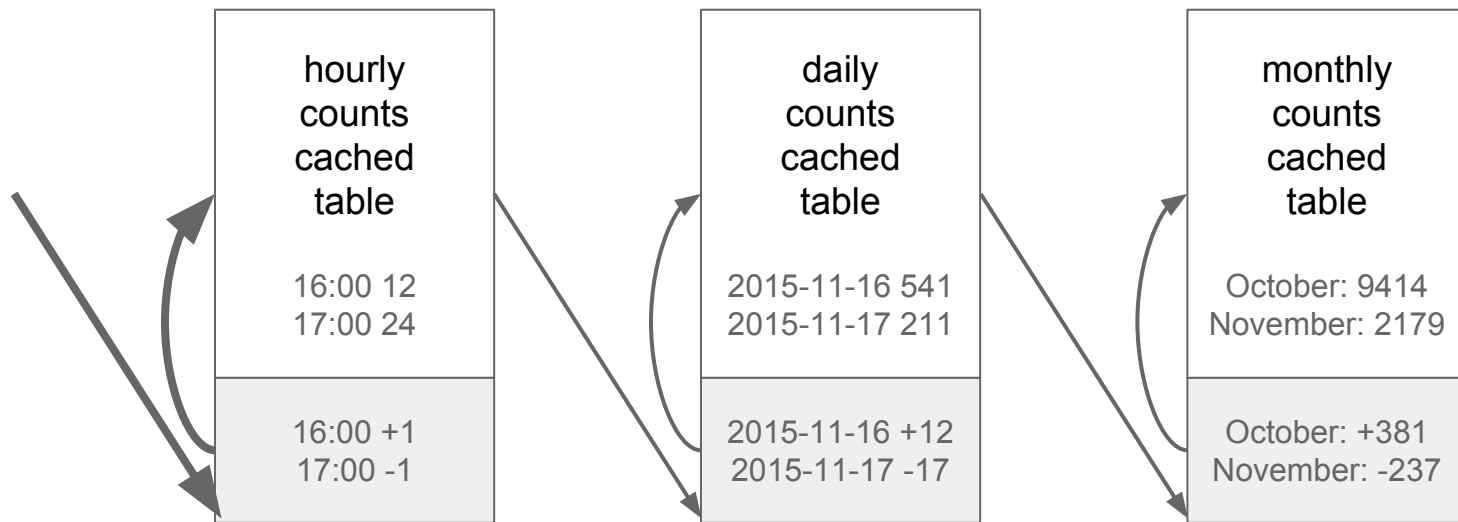 hourly
counts
cached
table
16:00 12
17:00 24
16:00 +1
17:00 -1
daily
counts
cached
table
2015-11-16 541
2015-11-17 211
2015-11-16 +12
2015-11-17 -17
monthly
counts
cached
table
October: 9414
November: 2179
October: +381
November: -237